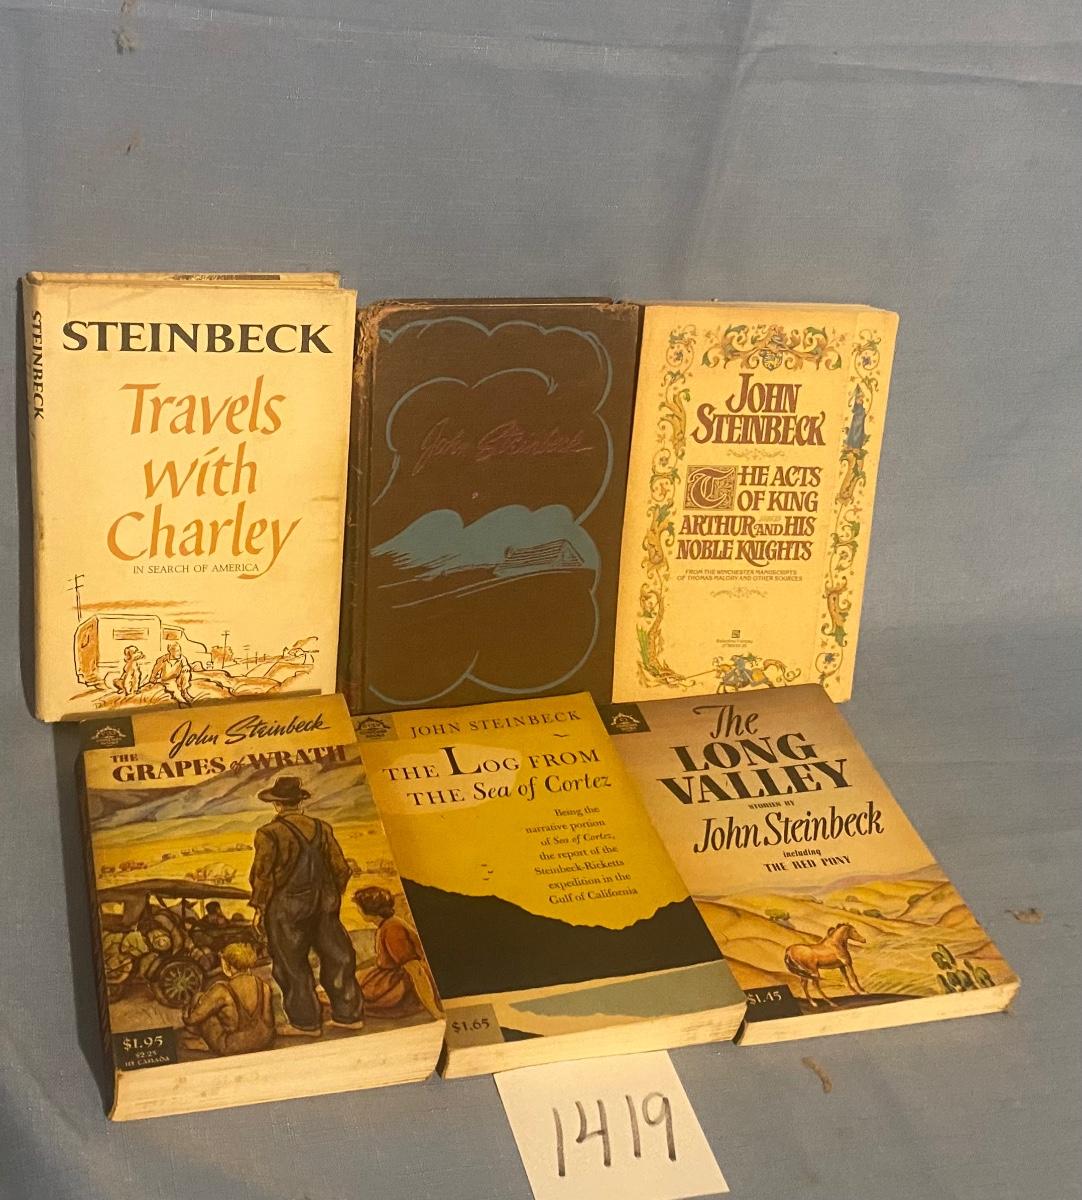 STEINBECK
STEINBECK
Travels
with
Charley
IN SEARCH OF AMERICA
John Steinbeck
JOHN
STEINBECK
THE ACTS
OF KING
ARTHUR AND HIS
NOBLE KNIGHTS
FROM THE WINCHESTER MANUSCRIPTS
OF THOMAS MALORY AND OTHER SOURCES
John Steinbeck
THE
GRAPES of WRATH
$1.95
$2.25
IN CANADA
JOHN STEINBECK
THE LOG FROM
THE Sea of Cortez
Being the
narrative portion
of Sea of Cortez,
the report of the
Steinbeck-Ricketts
expedition in the
Gulf of California
$1.65
The
LONG
VALLEY
STORIES BY
John Steinbeck
including
THE RED PONY
$1.45
1419